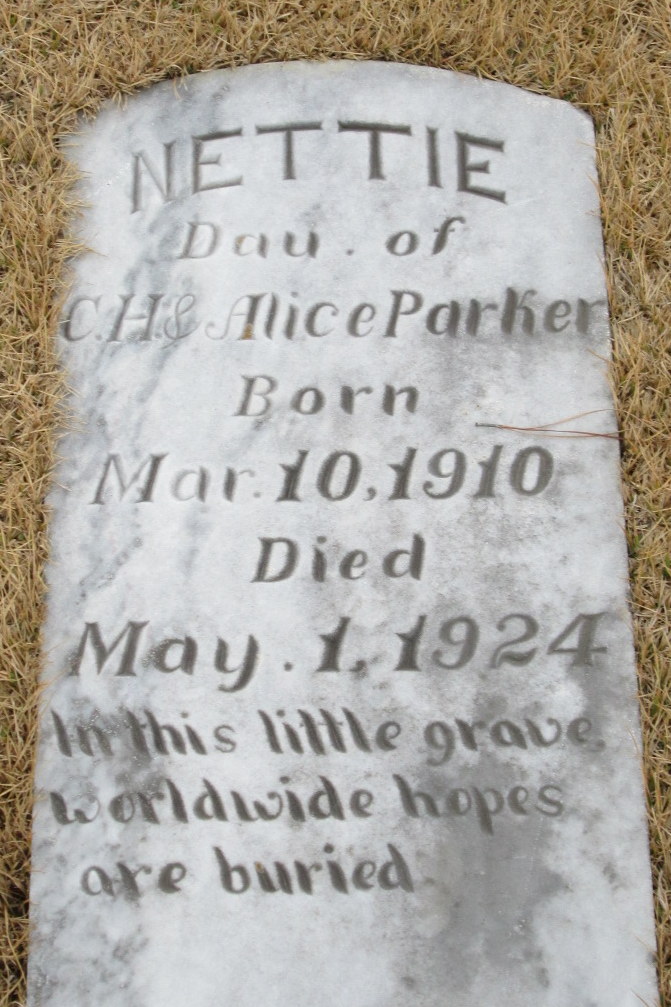 NETTIE
Dau. of
C.H. & Alice Parker
Born
Mar. 10, 1910
Died
May. 1, 1924
In this little grave
worldwide hopes
are buried